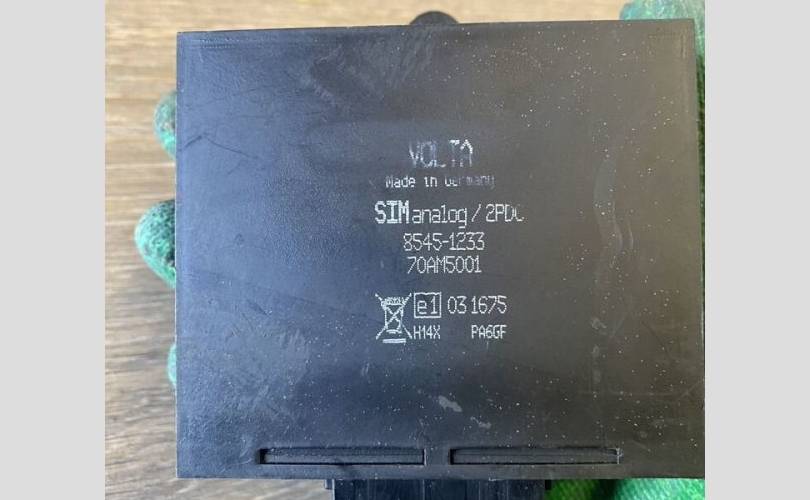 VOLTA
Made in Germany
SIManalog / 2PDC
8545-1233
70AM5001
e1 03 1675
H14X PA6GF